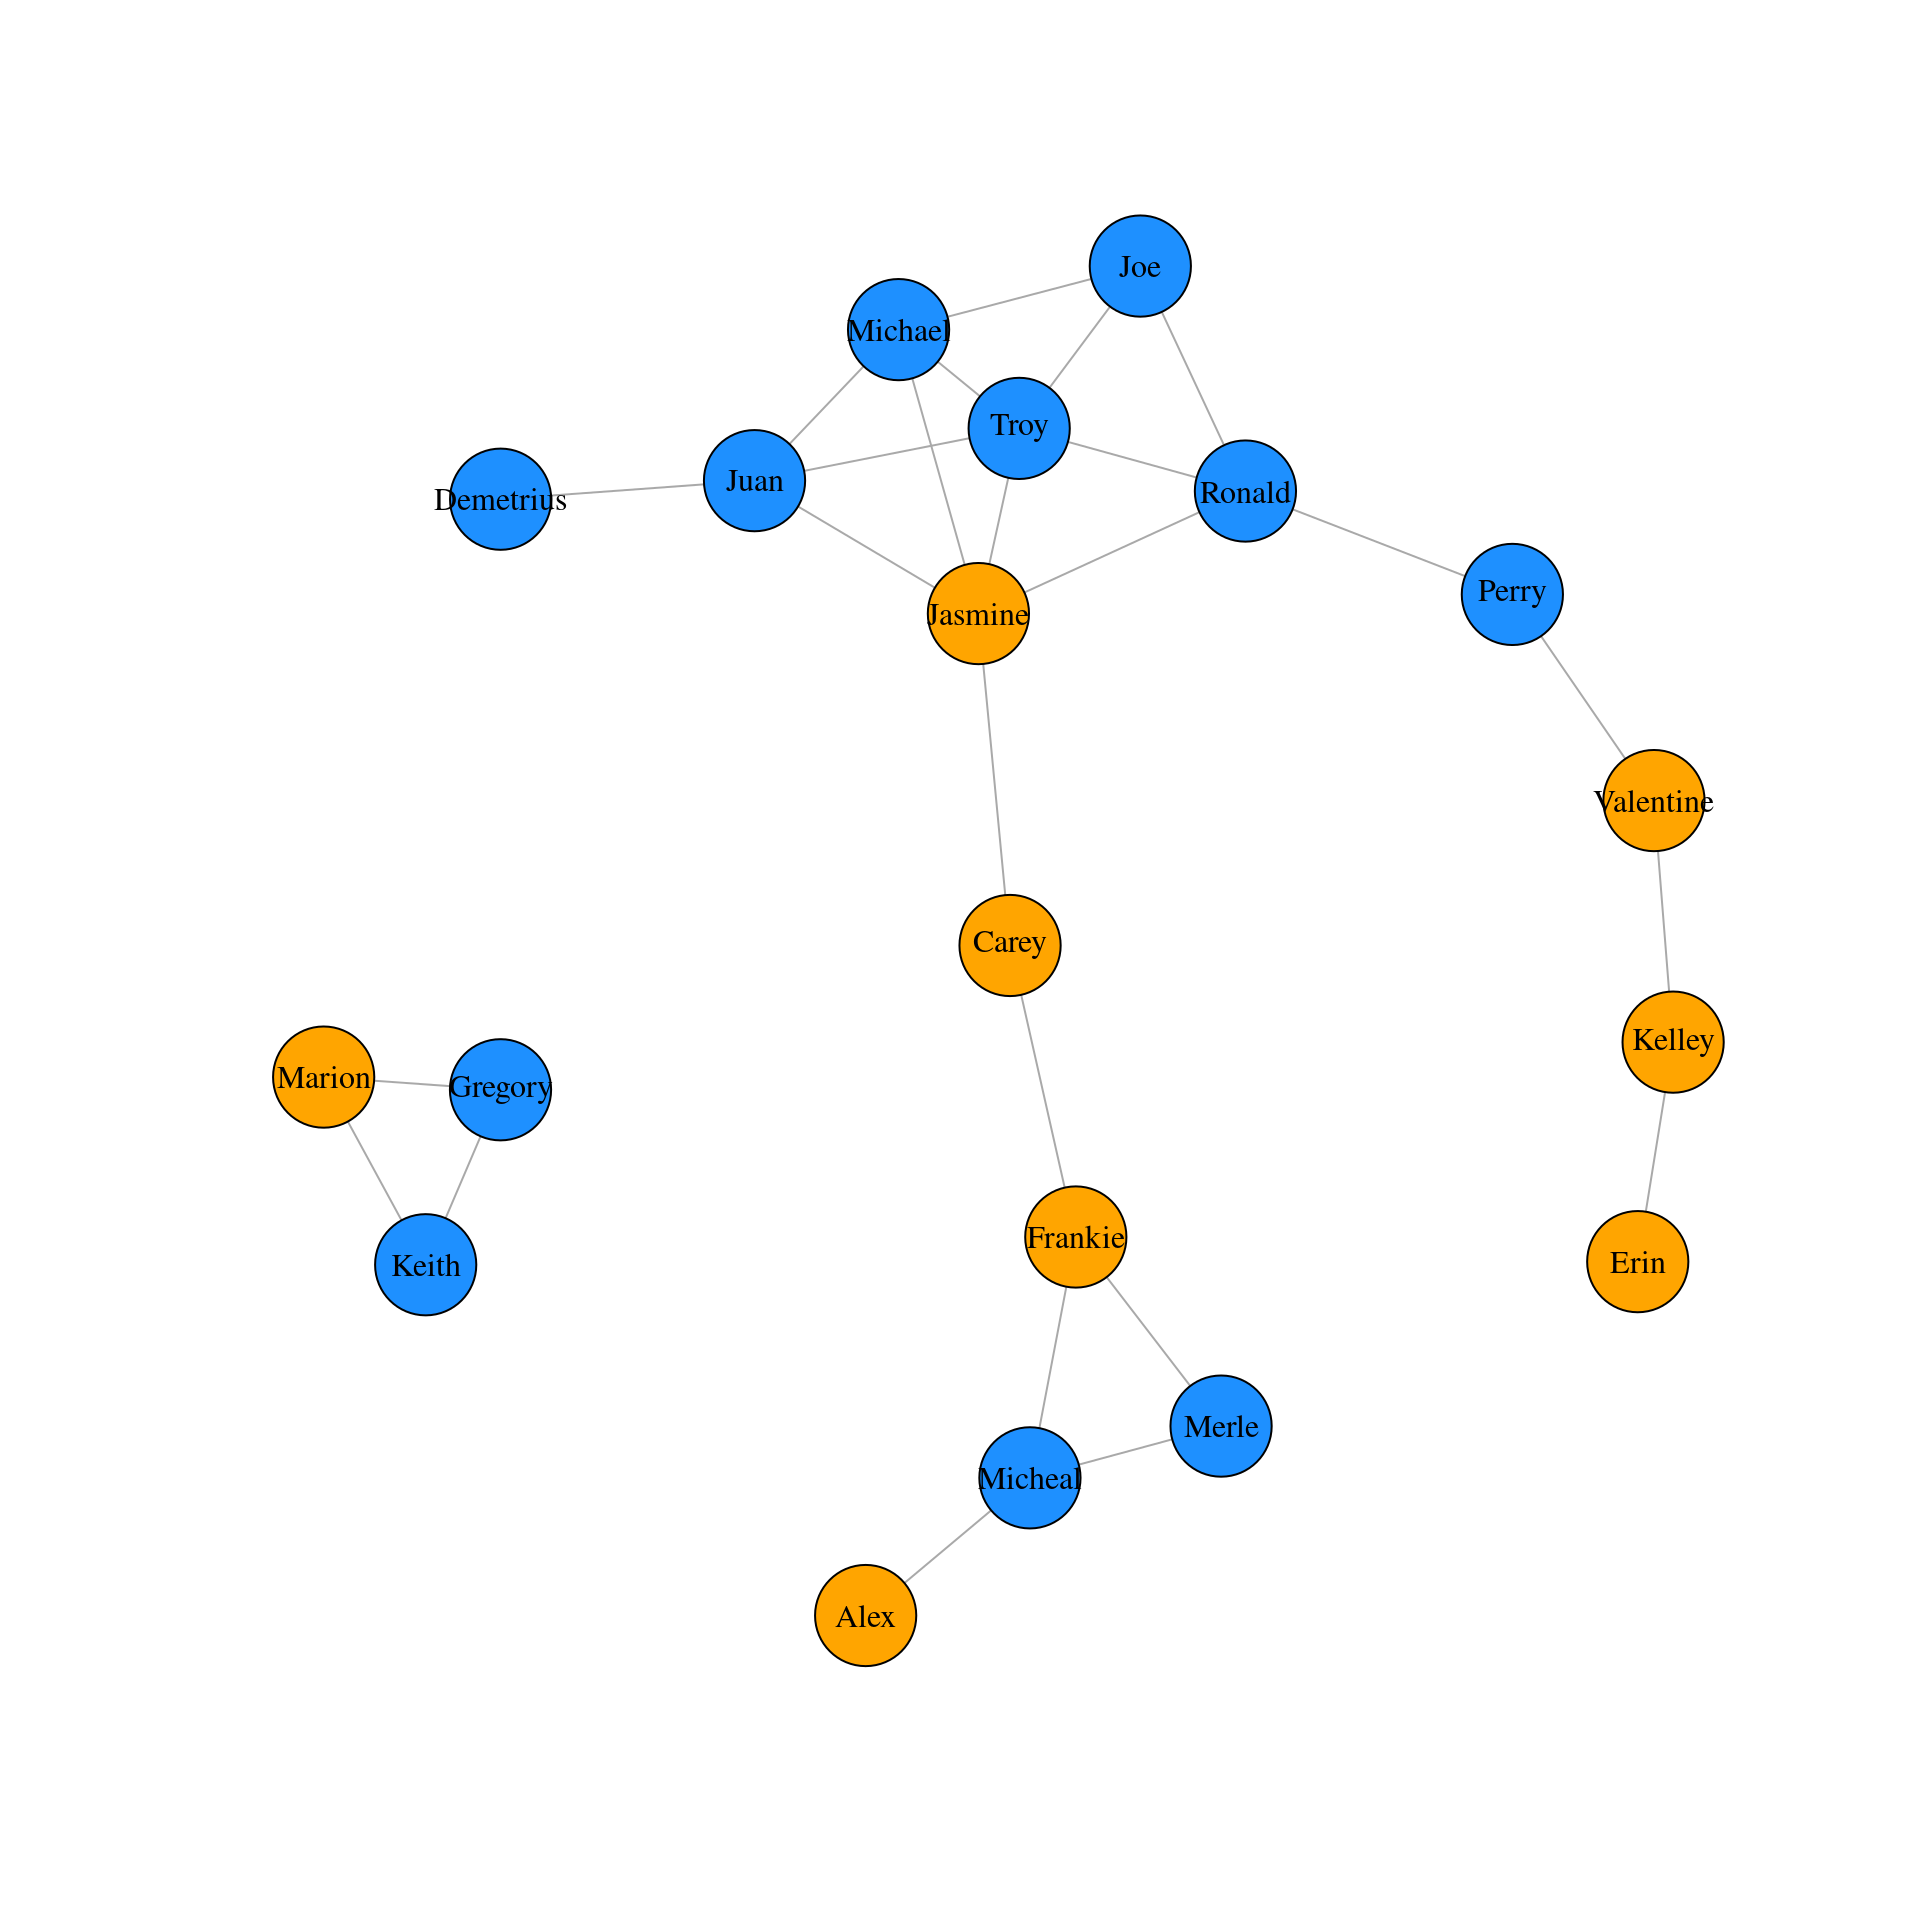 Joe
Michael
Troy
Juan
Ronald
Demetrius
Perry
Jasmine
Valentine
Carey
Kelley
Marion
Gregory
Frankie
Erin
Keith
Merle
Micheal
Alex